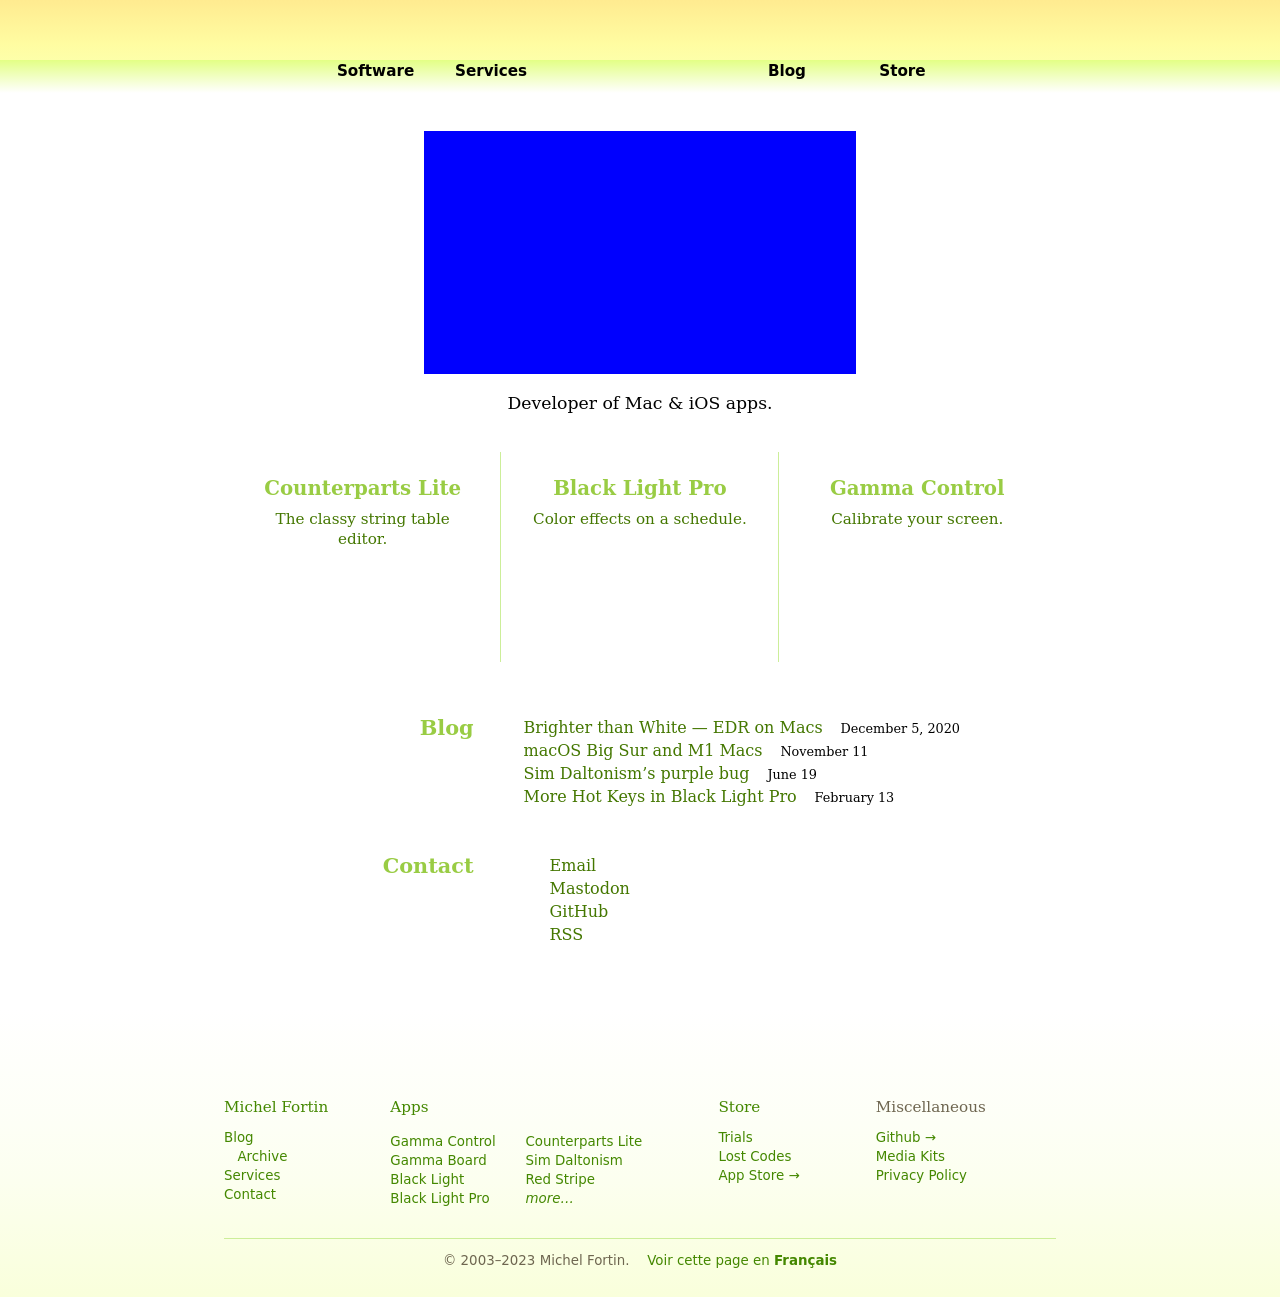 Software Services Blog Store
Developer of Mac & iOS apps.
Counterparts Lite
The classy string table
editor.
Black Light Pro
Color effects on a schedule.
Gamma Control
Calibrate your screen.
Blog
Brighter than White — EDR on Macs December 5, 2020
macOS Big Sur and M1 Macs November 11
Sim Daltonism’s purple bug June 19
More Hot Keys in Black Light Pro February 13
Contact
Email
Mastodon
GitHub
RSS
Michel Fortin
Blog
Archive
Services
Contact
Apps
Gamma Control
Gamma Board
Black Light
Black Light Pro
Counterparts Lite
Sim Daltonism
Red Stripe
more…
Store
Trials
Lost Codes
App Store →
Miscellaneous
Github →
Media Kits
Privacy Policy
© 2003–2023 Michel Fortin. Voir cette page en Français